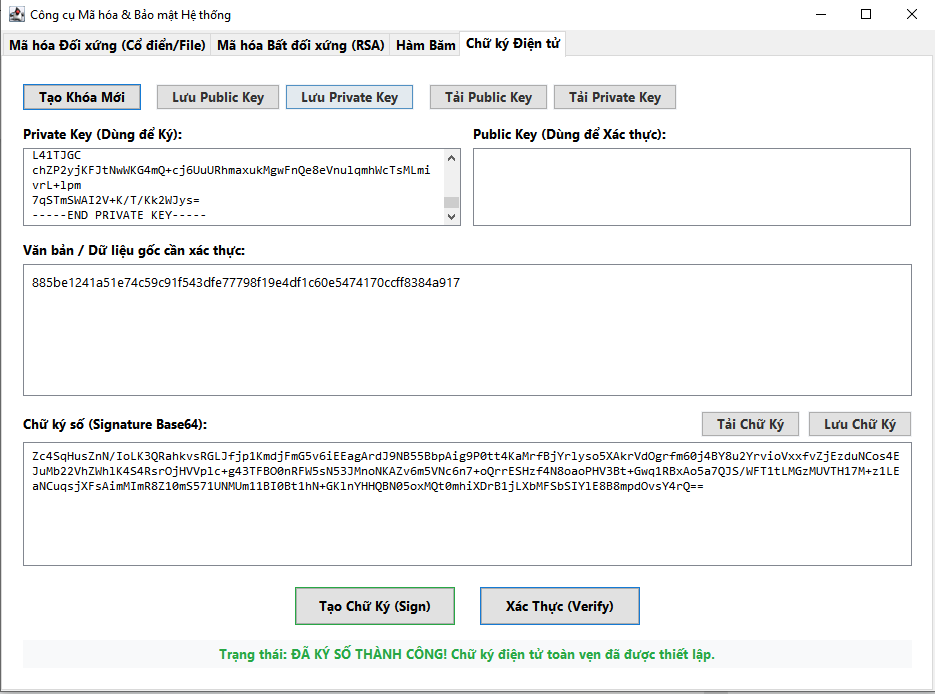 Công cụ Mã hóa & Bảo mật Hệ thống
Mã hóa Đối xứng (Cổ điển/File) Mã hóa Bất đối xứng (RSA) Hàm Băm Chữ ký Điện tử
Tạo Khóa Mới Lưu Public Key Lưu Private Key Tải Public Key Tải Private Key
Private Key (Dùng để Ký): Public Key (Dùng để Xác thực):
L41TJGC
chZP2yjKFJtNwWKG4mQ+cj6UuURhmaxukMgwFnQe8eVnulqmhWcTsMLmi
vrL+lpm
7qSTmSWAI2V+K/T/Kk2WJys=
-----END PRIVATE KEY-----
Văn bản / Dữ liệu gốc cần xác thực:
885be1241a51e74c59c91f543dfe77798f19e4df1c60e5474170ccff8384a917
Chữ ký số (Signature Base64): Tải Chữ Ký Lưu Chữ Ký
Zc4SqHusZnN/IoLK3QRahkvsRGLJfjp1KmdjFmG5v6iEEagArdJ9NB55BbpAig9P0tt4KaMrfBjYrlyso5XAkrVdOgrfm60j4BY8u2YrvioVxxfvZjEzduNCos4E
JuMb22VhZWhlK4S4RsrOjHVVplc+g43TFBO0nRFW5sN53JMnoNKAZv6m5VNc6n7+oQrrESHzf4N8oaoPHV3Bt+Gwq1RBxAo5a7QJS/WFT1tLMGzMUVTH17M+z1LE
aNCuqsjXFsAimMImR8Z10mS571UNMUm11BI0Bt1hN+GKlnYHHQBN05oxMQt0mhiXDrB1jLXbMFSbSIYlE8B8mpdOvsY4rQ==
Tạo Chữ Ký (Sign) Xác Thực (Verify)
Trạng thái: ĐÃ KÝ SỐ THÀNH CÔNG! Chữ ký điện tử toàn vẹn đã được thiết lập.